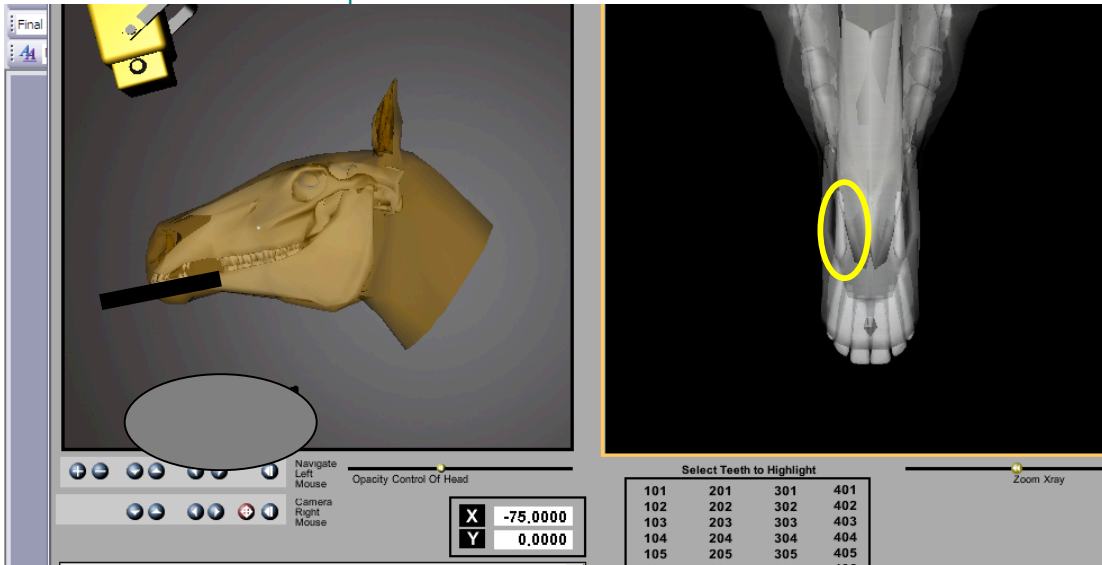 Final
Navigate
Left
Mouse
Opacity Control Of Head
Camera
Right
Mouse
X -75.0000
Y 0.0000
Select Teeth to Highlight
101 201 301 401
102 202 302 402
103 203 303 403
104 204 304 404
105 205 305 405
Zoom Xray